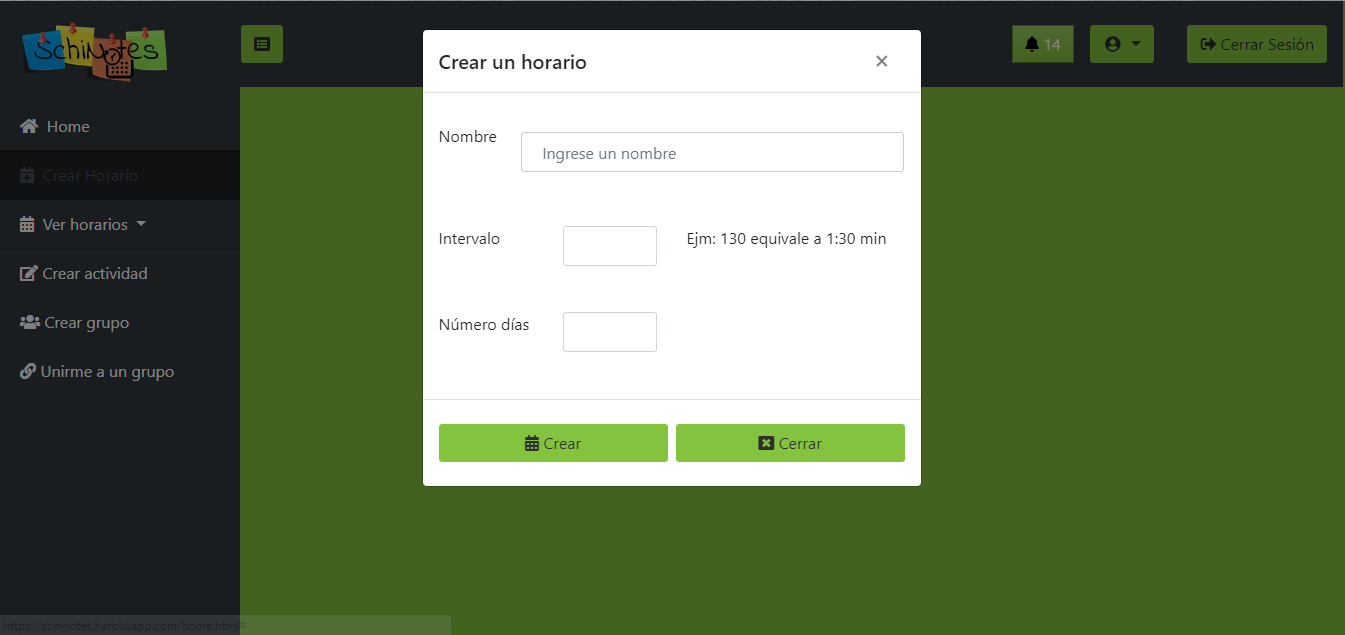 SchiNotes
14
Cerrar Sesión
Home
Crear Horario
Ver horarios
Crear actividad
Crear grupo
Unirme a un grupo
Crear un horario
×
Nombre
Ingrese un nombre
Intervalo
Ejm: 130 equivale a 1:30 min
Número días
Crear
Cerrar
https://schinotes.herokuapp.com/home.html#